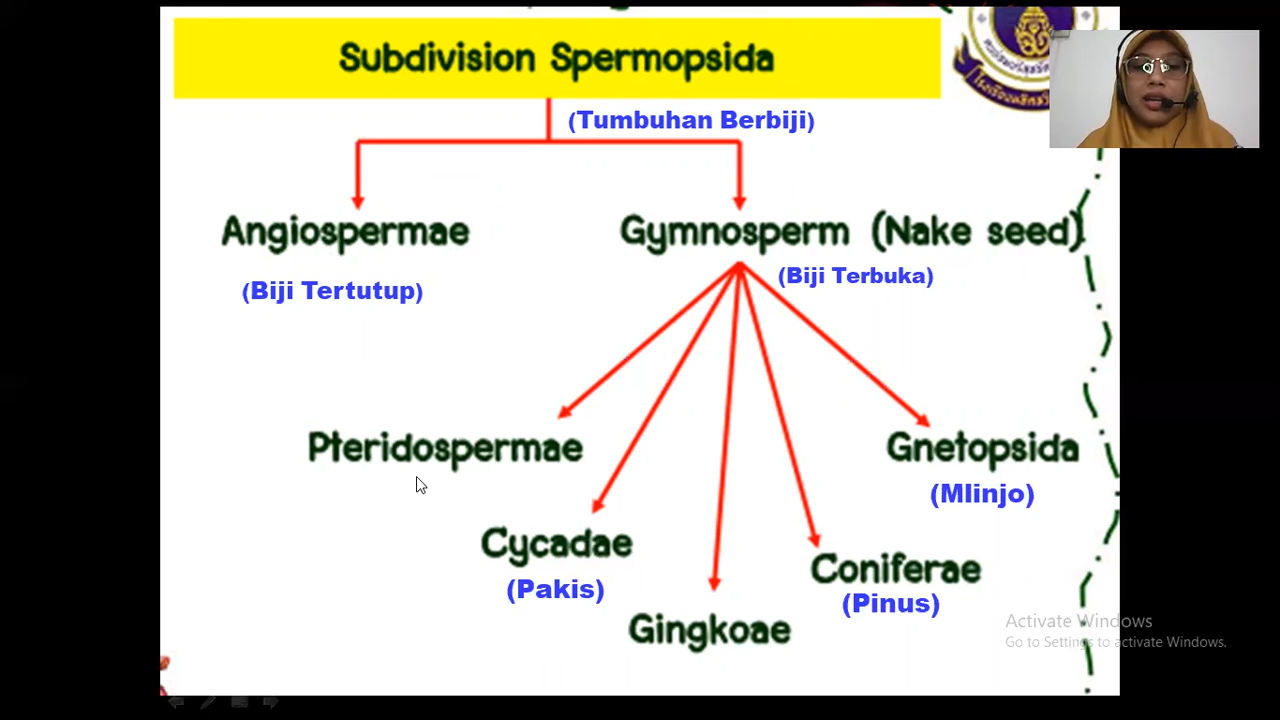 Subdivision Spermopsida
(Tumbuhan Berbiji)
Angiospermae
Gymnosperm (Nake seed)
(Biji Tertutup)
(Biji Terbuka)
Pteridospermae
Gnetopsida
(Mlinjo)
Cycadae
(Pakis)
Coniferae
(Pinus)
Gingkoae
Activate Windows
Go to Settings to activate Windows.